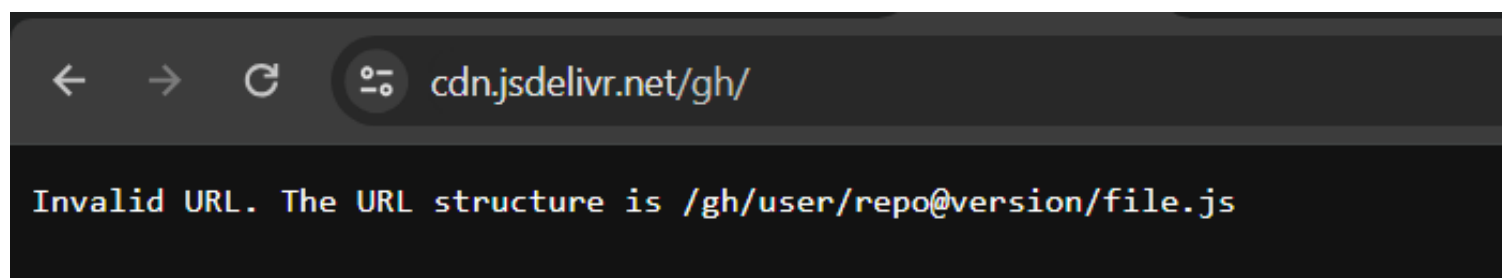 cdn.jsdelivr.net/gh/
Invalid URL. The URL structure is /gh/user/repo@version/file.js